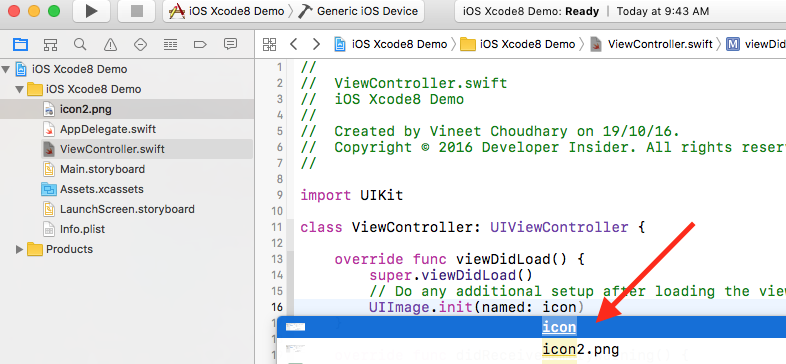 iOS Xcode8 Demo Generic iOS Device iOS Xcode8 Demo: Ready | Today at 9:43 AM
iOS Xcode8 Demo
iOS Xcode8 Demo
icon2.png
AppDelegate.swift
ViewController.swift
Main.storyboard
Assets.xcassets
LaunchScreen.storyboard
Info.plist
Products
iOS Xcode8 Demo iOS Xcode8 Demo ViewController.swift M viewDid
1 //
2 // ViewController.swift
3 // iOS Xcode8 Demo
4 //
5 // Created by Vineet Choudhary on 19/10/16.
6 // Copyright © 2016 Developer Insider. All rights reser
7 //
8
9 import UIKit
10
11 class ViewController: UIViewController {
12
13 override func viewDidLoad() {
14 super.viewDidLoad()
15 // Do any additional setup after loading the view
16 UIImage.init(named: icon)
icon
icon2.png